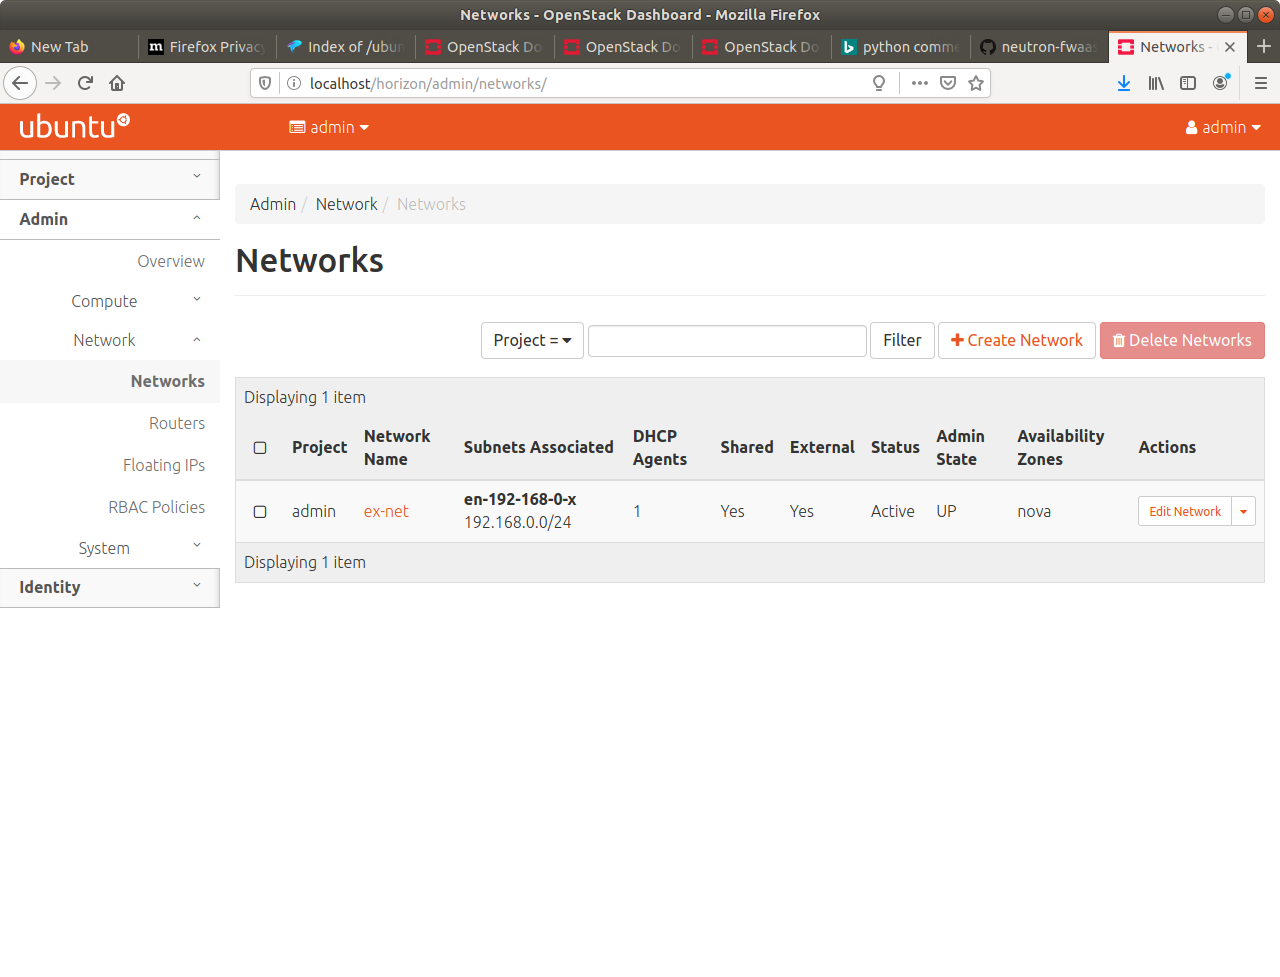 Networks - OpenStack Dashboard - Mozilla Firefox
New Tab
Firefox Privacy
Index of /ubun
OpenStack Do
OpenStack Do
OpenStack Do
python comme
neutron-fwaas
Networks -
localhost/horizon/admin/networks/
ubuntu
admin
admin
Project
Admin
Overview
Compute
Network
Networks
Routers
Floating IPs
RBAC Policies
System
Identity
Admin / Network / Networks
Networks
Project =
Filter
Create Network
Delete Networks
Displaying 1 item
Project Network Name Subnets Associated DHCP Agents Shared External Status Admin State Availability Zones Actions
admin ex-net en-192-168-0-x 192.168.0.0/24 1 Yes Yes Active UP nova Edit Network
Displaying 1 item